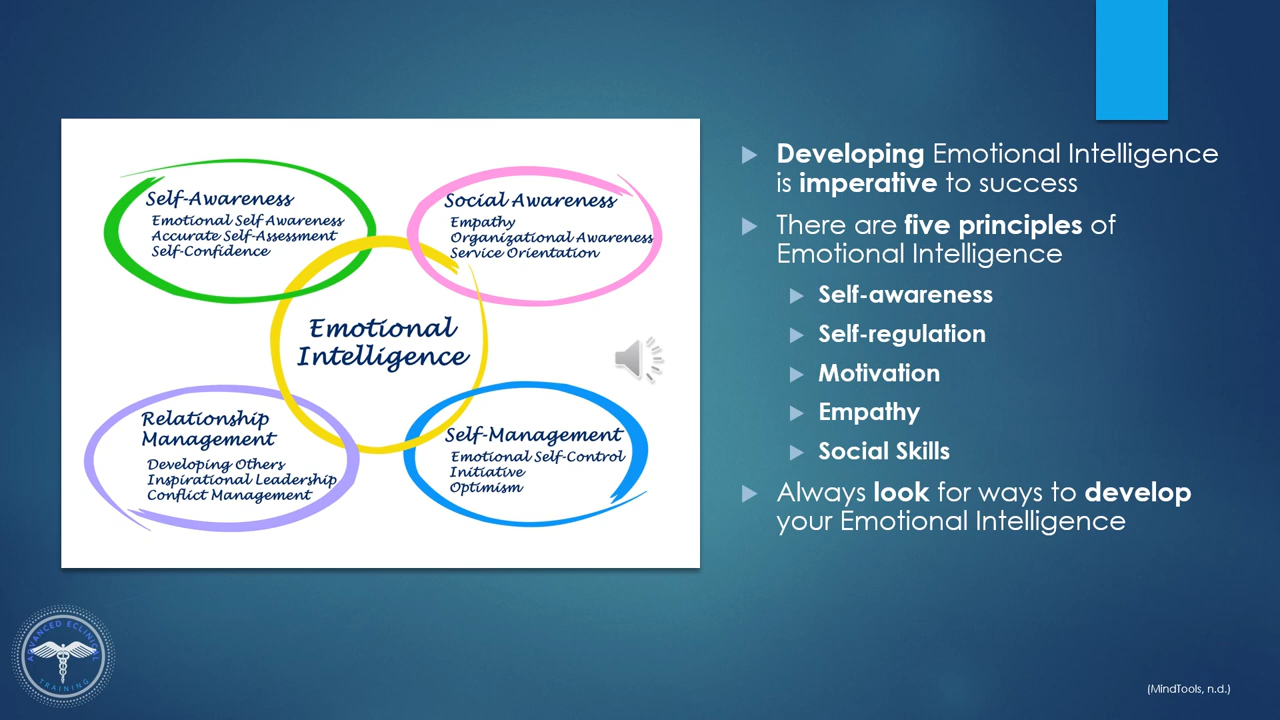 Self-Awareness
Emotional Self Awareness
Accurate Self-Assessment
Self-Confidence
Social Awareness
Empathy
Organizational Awareness
Service Orientation
Emotional
Intelligence
Relationship
Management
Developing Others
Inspirational Leadership
Conflict Management
Self-Management
Emotional Self-Control
Initiative
Optimism
Developing Emotional Intelligence
is imperative to success
There are five principles of
Emotional Intelligence
Self-awareness
Self-regulation
Motivation
Empathy
Social Skills
Always look for ways to develop
your Emotional Intelligence
ADVANCED ECLINICAL
TRAINING
(MindTools, n.d.)